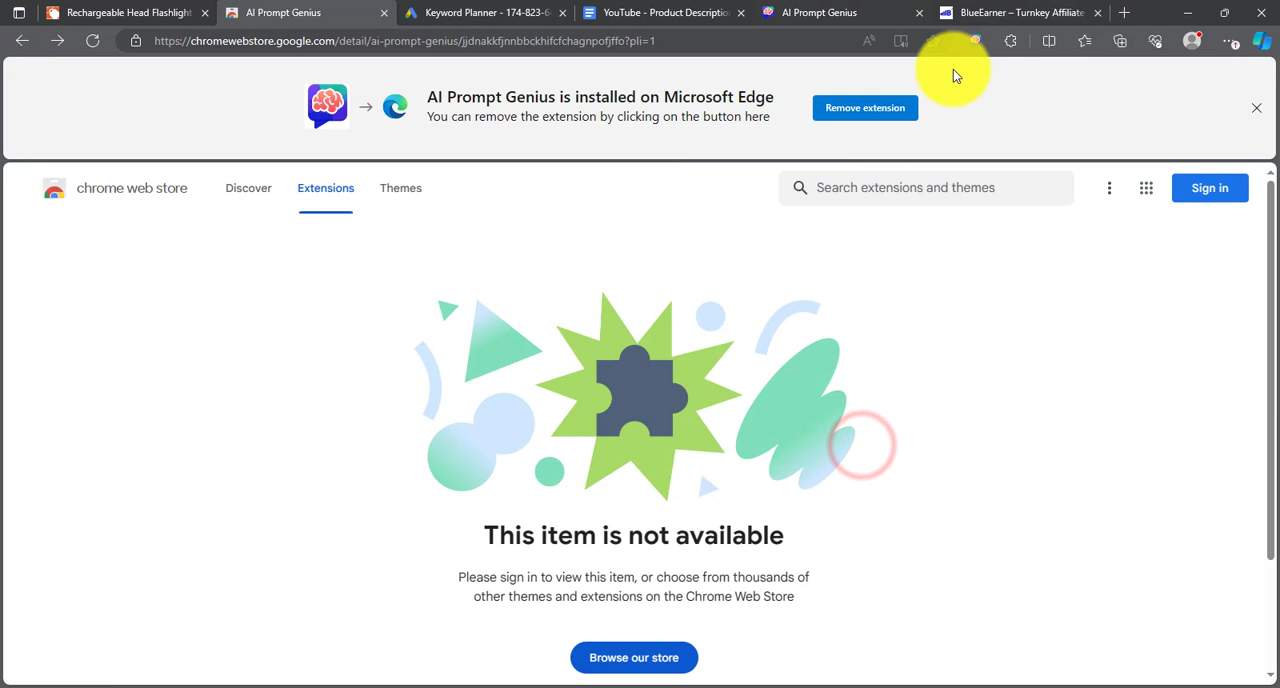 Rechargeable Head Flashlight
AI Prompt Genius
Keyword Planner - 174-823-6
YouTube - Product Descriptio
AI Prompt Genius
BlueEarner – Turnkey Affiliate
https://chromewebstore.google.com/detail/ai-prompt-genius/jjdnakkfjnnbbckhifcfchagnpofjffo?pli=1
AI Prompt Genius is installed on Microsoft Edge
You can remove the extension by clicking on the button here
Remove extension
chrome web store
Discover
Extensions
Themes
Search extensions and themes
Sign in
This item is not available
Please sign in to view this item, or choose from thousands of
other themes and extensions on the Chrome Web Store
Browse our store